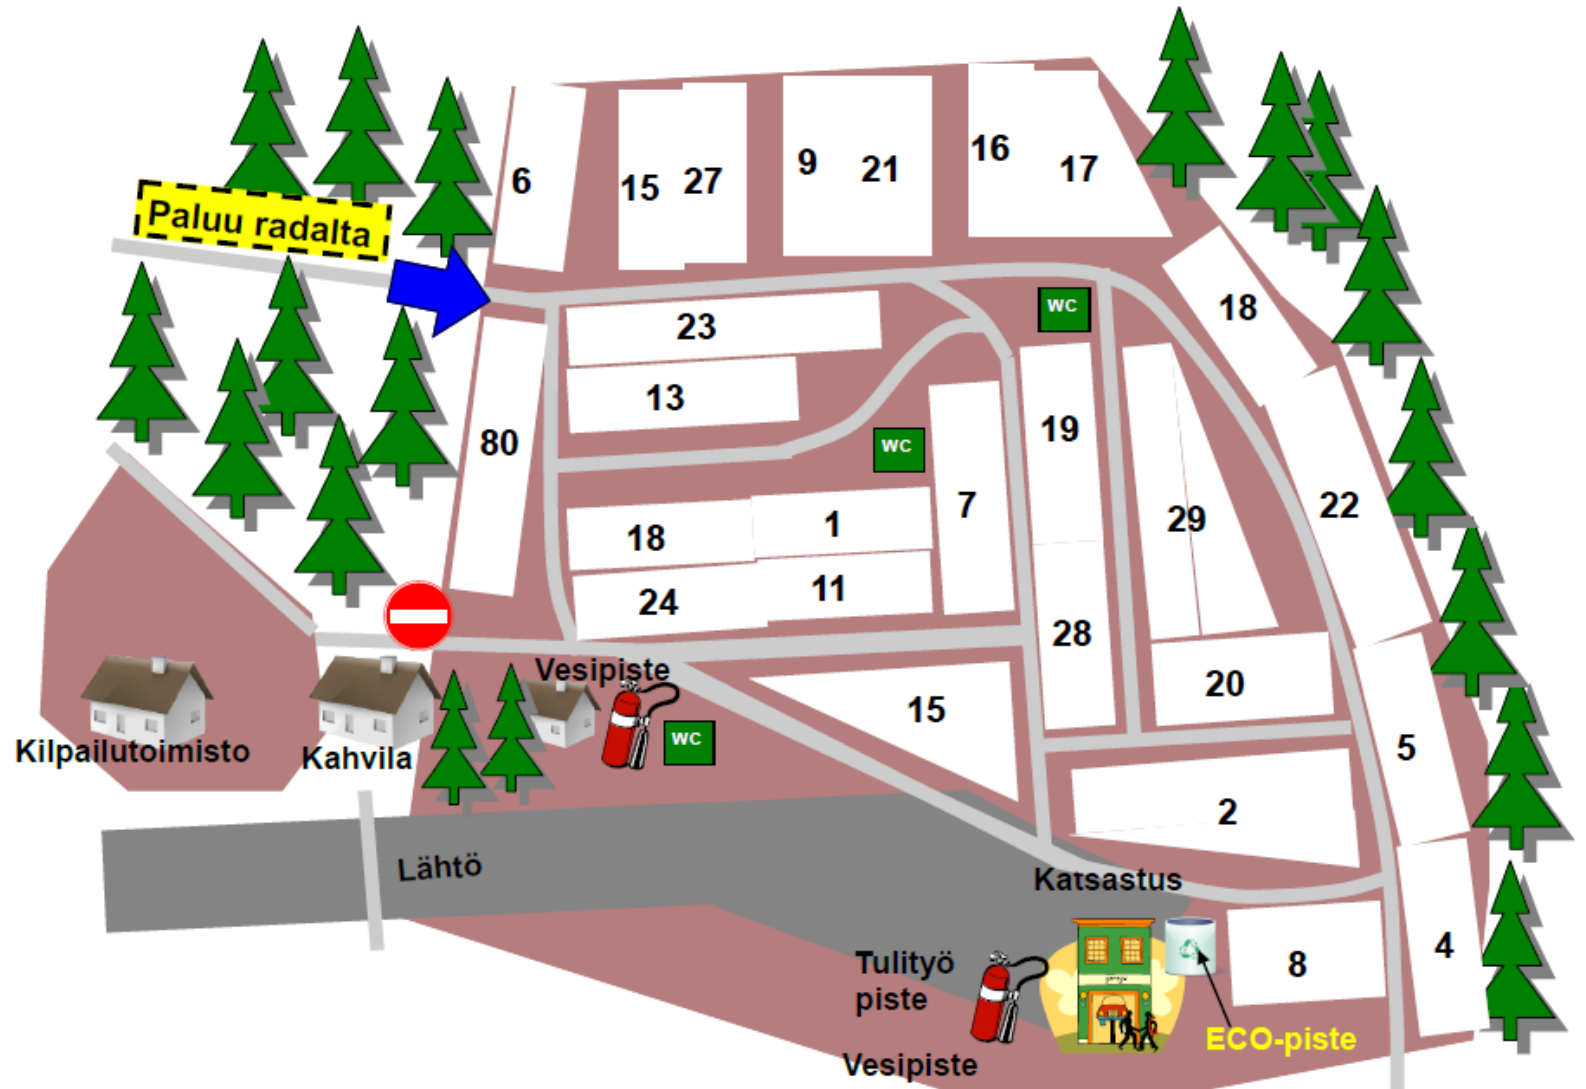 16
9
21
17
6
15
27
Paluu radalta
WC
18
23
13
19
80
WC
22
7
29
1
18
11
24
28
Vesipiste
20
15
WC
5
Kilpailutoimisto
Kahvila
2
Lähtö
Katsastus
4
Tulityö
piste
8
ECO-piste
Vesipiste